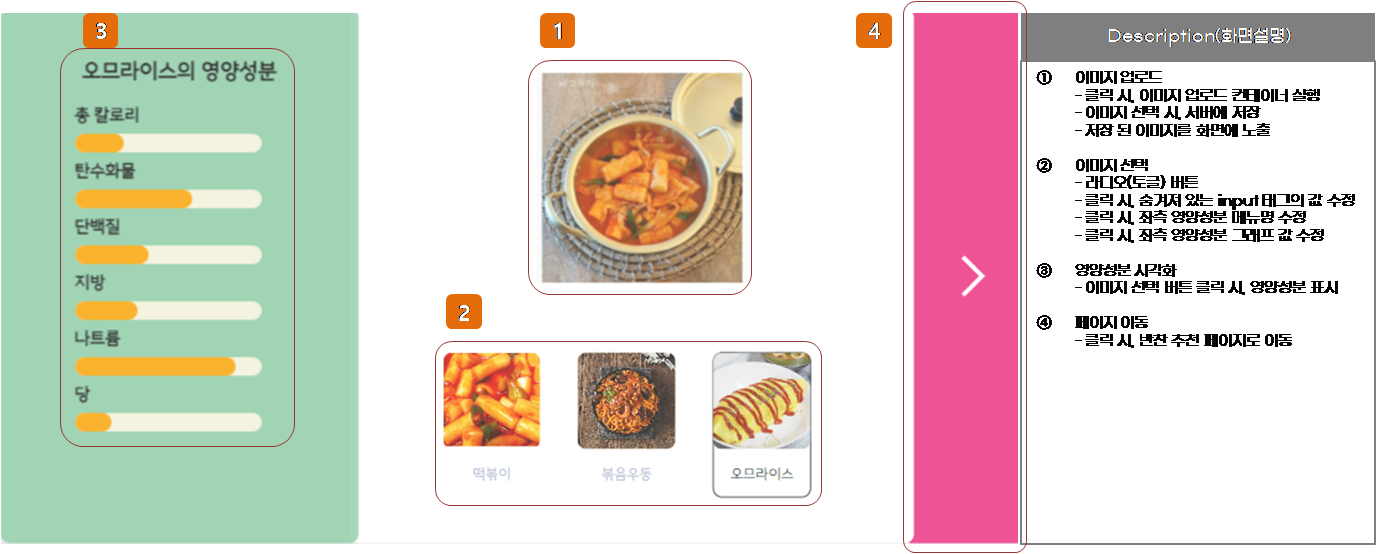 3
오므라이스의 영양성분
총 칼로리
탄수화물
단백질
지방
나트륨
당
1
2
떡볶이
볶음우동
오므라이스
4
Description(화면설명)
① 이미지 업로드
- 클릭 시, 이미지 업로드 컨테이너 실행
- 이미지 선택 시, 서버에 저장
- 저장 된 이미지를 화면에 노출
② 이미지 선택
- 라디오(토글) 버튼
- 클릭 시, 숨겨져 있는 input 태그의 값 수정
- 클릭 시, 좌측 영양성분 메뉴명 수정
- 클릭 시, 좌측 영양성분 그래프 값 수정
③ 영양성분 시각화
- 이미지 선택 버튼 클릭 시, 영양성분 표시
④ 페이지 이동
- 클릭 시, 반찬 추천 페이지로 이동